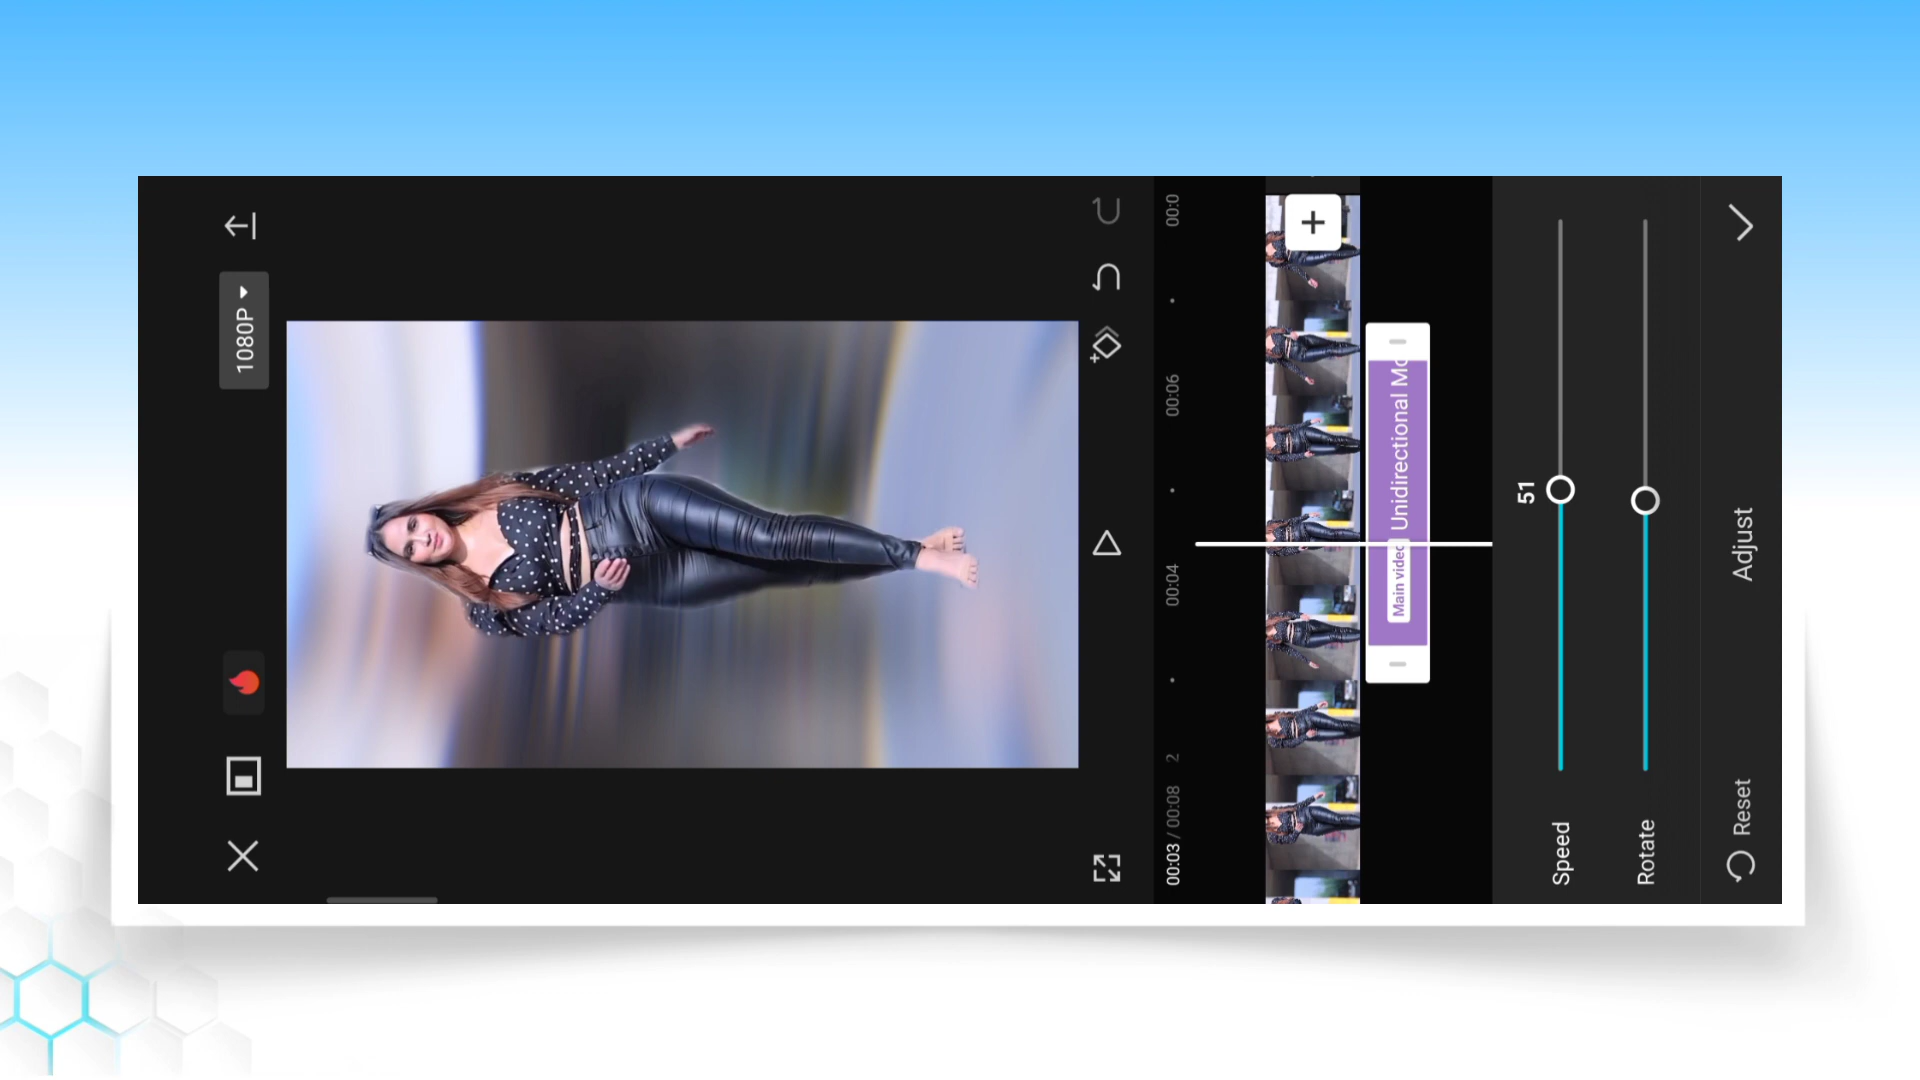 1080P
00:03 / 00:08
2
00:04
00:06
00:0
Main video
Unidirectional Mo
51
Speed
Rotate
Reset
Adjust